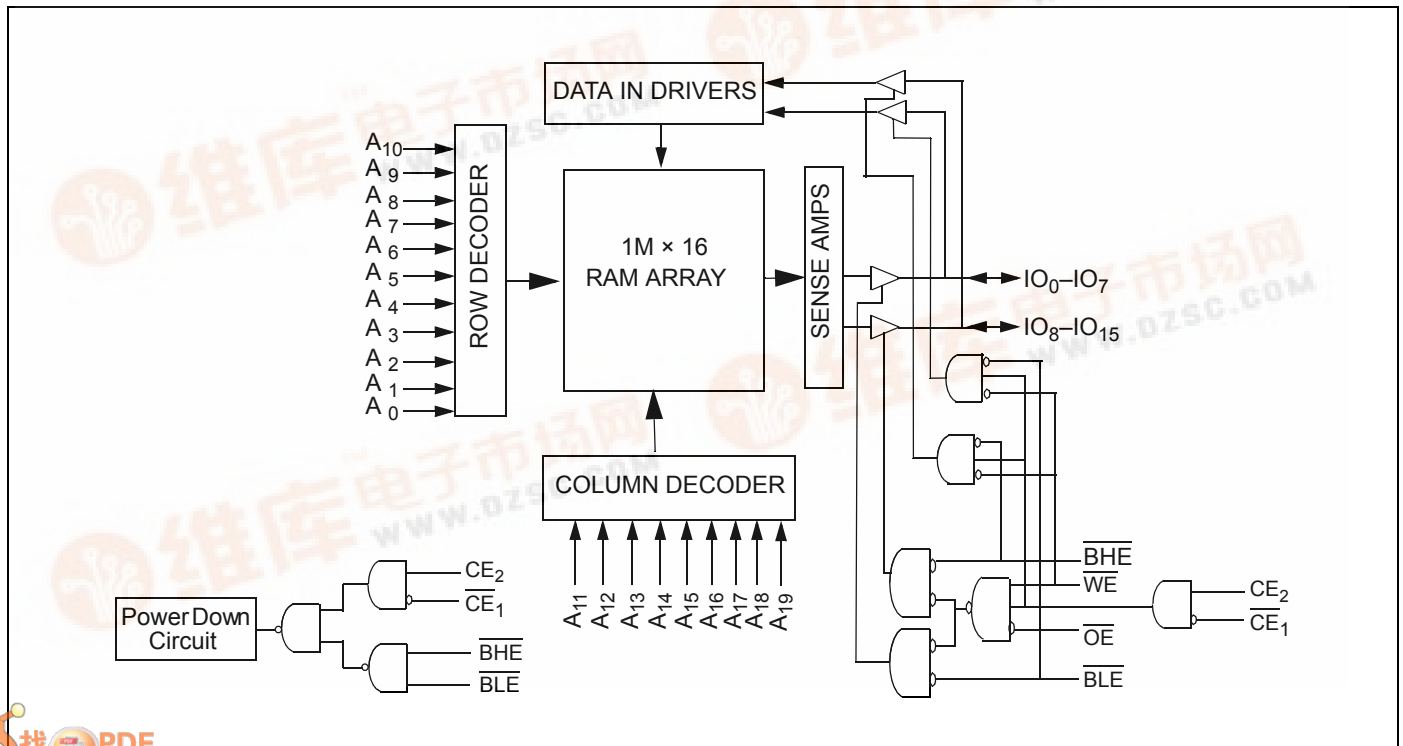 DATA IN DRIVERS
A10
A9
A8
A7
A6
A5
A4
A3
A2
A1
A0
ROW DECODER
1M × 16
RAM ARRAY
SENSE AMPS
IO0–IO7
IO8–IO15
COLUMN DECODER
A11
A12
A13
A14
A15
A16
A17
A18
A19
CE2
CE1
BHE
BLE
Power Down
Circuit
BHE
WE
OE
BLE
CE2
CE1
维库电子市场网
WWW.DZSC.COM
维库电子市场网
WWW.DZSC.COM
维库电子市场网
WWW.DZSC.COM
找 PDF